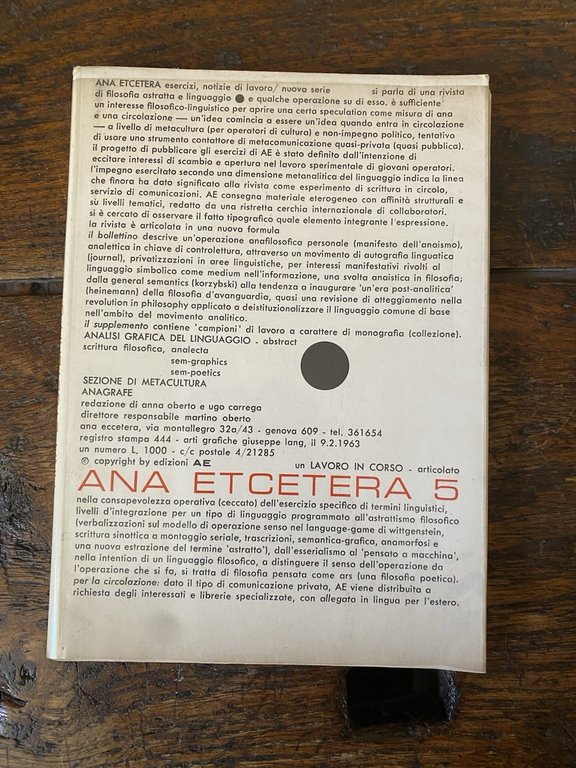 ANA ETCETERA esercizi, notizie di lavoro/ nuova serie si parla di una rivista
di filosofia astratta e linguaggio ● e qualche operazione su di esso. è sufficiente
un interesse filosofico-linguistico per aprire una certa speculation come misura di ana
e una circolazione — un'idea comincia a essere un'idea quando entra in circolazione
— a livello di metacultura (per operatori di cultura) e non-impegno politico, tentativo
di usare uno strumento contattore di metacomunicazione quasi-privata (quasi pubblica).
il progetto di pubblicare gli esercizi di AE è stato definito dall'intenzione di
eccitare interessi di scambio e apertura nel lavoro sperimentale di giovani operatori.
l'impegno esercitato secondo una dimensione metanalitica del linguaggio indica la linea
che finora ha dato significato alla rivista come esperimento di scrittura in circolo,
servizio di comunicazioni. AE consegna materiale eterogeneo con affinità strutturali e
su livelli tematici, redatto da una ristretta cerchia internazionale di collaboratori.
si è cercato di osservare il fatto tipografico quale elemento integrante l'espressione.
la rivista è articolata in una nuova formula
il bollettino descrive un'operazione anafilosofica personale (manifesto dell'anaismo),
analettica in chiave di controlettura, attraverso un movimento di autografia linguatica
(journal), privatizzazioni in aree linguistiche, per interessi manifestativi rivolti al
linguaggio simbolico come medium nell'informazione, una svolta anaistica in filosofia;
dalla general semantics (korzybski) alla tendenza a inaugurare 'un'era post-analitica'
(heinemann) della filosofia d'avanguardia, quasi una revisione di atteggimento nella
revolution in philosophy applicato a deistituzionalizzare il linguaggio comune di base
nell'ambito del movimento analitico.
il supplemento contiene 'campioni' di lavoro a carattere di monografia (collezione).
ANALISI GRAFICA DEL LINGUAGGIO - abstract
scrittura filosofica, analecta
sem-graphics
sem-poetics
SEZIONE DI METACULTURA
ANAGRAFE
redazione di anna oberto e ugo carrega
direttore responsabile martino oberto
ana eccetera, via montallegro 32a/43 - genova 609 - tel. 361654
registro stampa 444 - arti grafiche giuseppe lang, il 9.2.1963
un numero L, 1000 - c/c postale 4/21285
© copyright by edizioni AE un LAVORO IN CORSO - articolato
ANA ETCETERA 5
nella consapevolezza operativa (ceccato) dell'esercizio specifico di termini linguistici,
livelli d'integrazione per un tipo di linguaggio programmato all'astrattismo filosofico
(verbalizzazioni sul modello di operazione senso nel language-game di wittgenstein,
scrittura sinottica a montaggio seriale, trascrizioni, semantica-grafica, anamorfosi e
una nuova estrazione del termine 'astratto'), dall'esserialismo al 'pensato a macchina',
nella intention di un linguaggio filosofico, a distinguere il senso dell'operazione da
l'operazione che si fa, si tratta di filosofia pensata come ars (una filosofia poetica).
per la circolazione: dato il tipo di comunicazione privata, AE viene distribuita a
richiesta degli interessati e librerie specializzate, con allegato in lingua per l'estero.